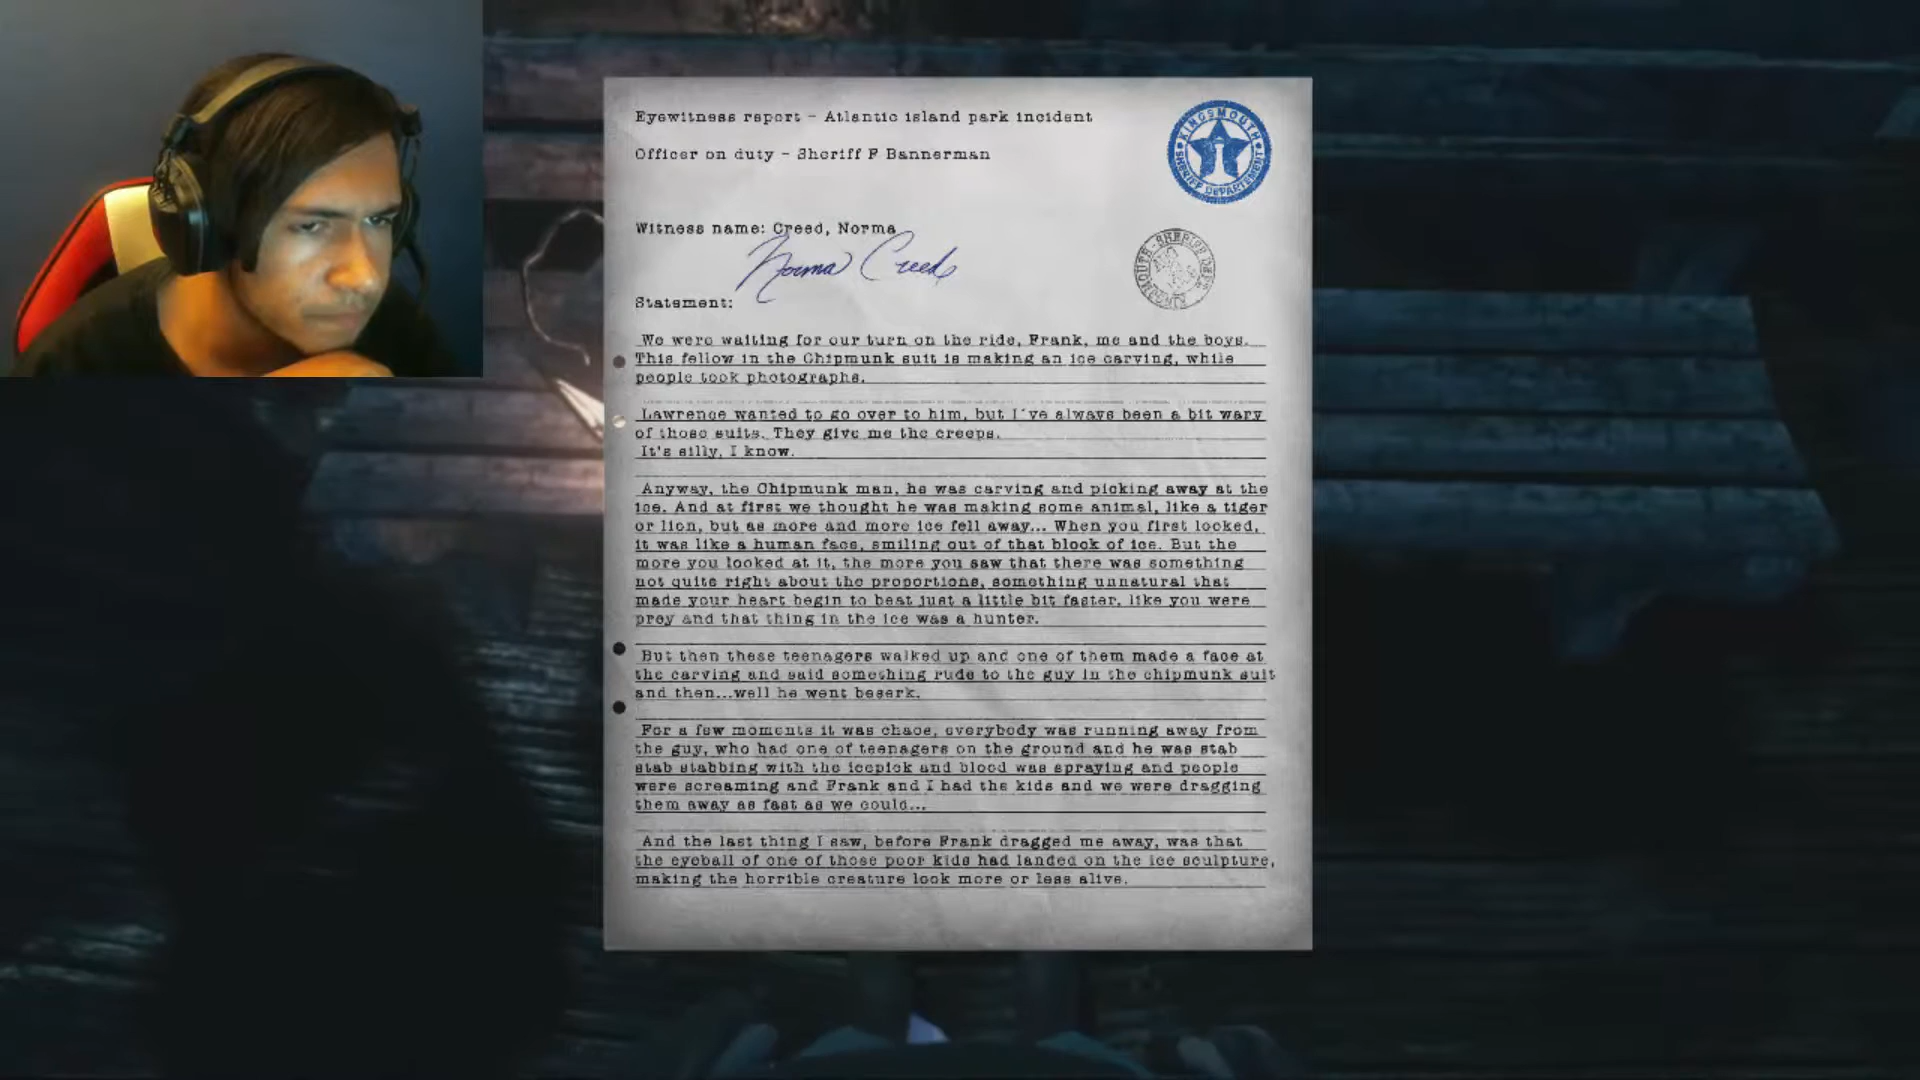 Eyewitness report - Atlantic island park incident
KINGSMOUTH
SHERIFF DEPARTEMENT
Officer on duty - Sheriff F Bannerman
Witness name: Creed, Norma
Norma Creed
Statement:
We were waiting for our turn on the ride, Frank, me and the boys.
This fellow in the Chipmunk suit is making an ice carving, while
people took photographs.
Lawrence wanted to go over to him, but I've always been a bit wary
of those suits. They give me the creeps.
It's silly, I know.
Anyway, the Chipmunk man, he was carving and picking away at the
ice. And at first we thought he was making some animal, like a tiger
or lion, but as more and more ice fell away... When you first looked,
it was like a human face, smiling out of that block of ice. But the
more you looked at it, the more you saw that there was something
not quite right about the proportions, something unnatural that
made your heart begin to beat just a little bit faster, like you were
prey and that thing in the ice was a hunter.
But then these teenagers walked up and one of them made a face at
the carving and said something rude to the guy in the chipmunk suit
and then...well he went beserk.
For a few moments it was chaos, everybody was running away from
the guy, who had one of teenagers on the ground and he was stab
stab stabbing with the icepick and blood was spraying and people
were screaming and Frank and I had the kids and we were dragging
them away as fast as we could...
And the last thing I saw, before Frank dragged me away, was that
the eyeball of one of those poor kids had landed on the ice sculpture,
making the horrible creature look more or less alive.